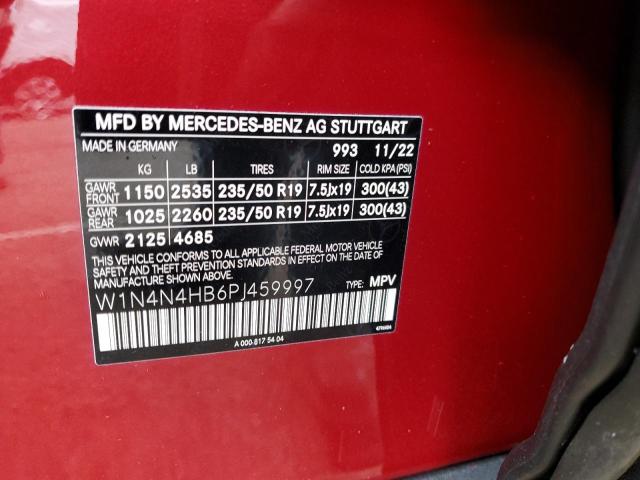 MFD BY MERCEDES-BENZ AG STUTTGART
MADE IN GERMANY 993 11/22
KG LB TIRES RIM SIZE COLD KPA (PSI)
GAWR FRONT 1150 2535 235/50 R19 7.5Jx19 300(43)
GAWR REAR 1025 2260 235/50 R19 7.5Jx19 300(43)
GVWR 2125 4685
THIS VEHICLE CONFORMS TO ALL APPLICABLE FEDERAL MOTOR VEHICLE
SAFETY, BUMPER, AND THEFT PREVENTION STANDARDS IN EFFECT ON THE
DATE OF MANUFACTURE SHOWN ABOVE.
W1N4N4HB6PJ459997 TYPE: MPV
A 000 817 54 04